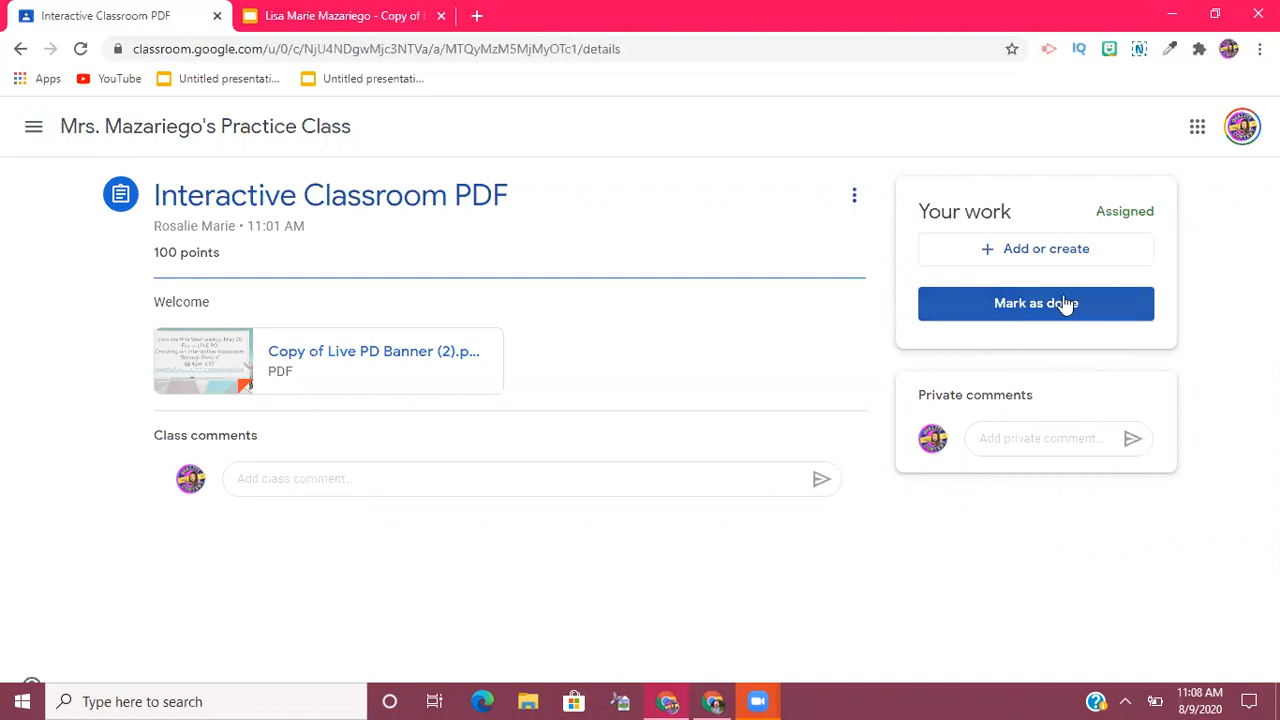 Interactive Classroom PDF
Lisa Marie Mazariego - Copy of
classroom.google.com/u/0/c/NjU4NDgwMjc3NTVa/a/MTQyMzM5MjMyOTc1/details
IQ
N
Apps
YouTube
Untitled presentati...
Untitled presentati...
Mrs. Mazariego's Practice Class
Interactive Classroom PDF
Rosalie Marie • 11:01 AM
100 points
Welcome
Copy of Live PD Banner (2).p...
PDF
Class comments
Add class comment...
Your work
Assigned
+ Add or create
Mark as done
Private comments
Add private comment...
Type here to search
11:08 AM
8/9/2020